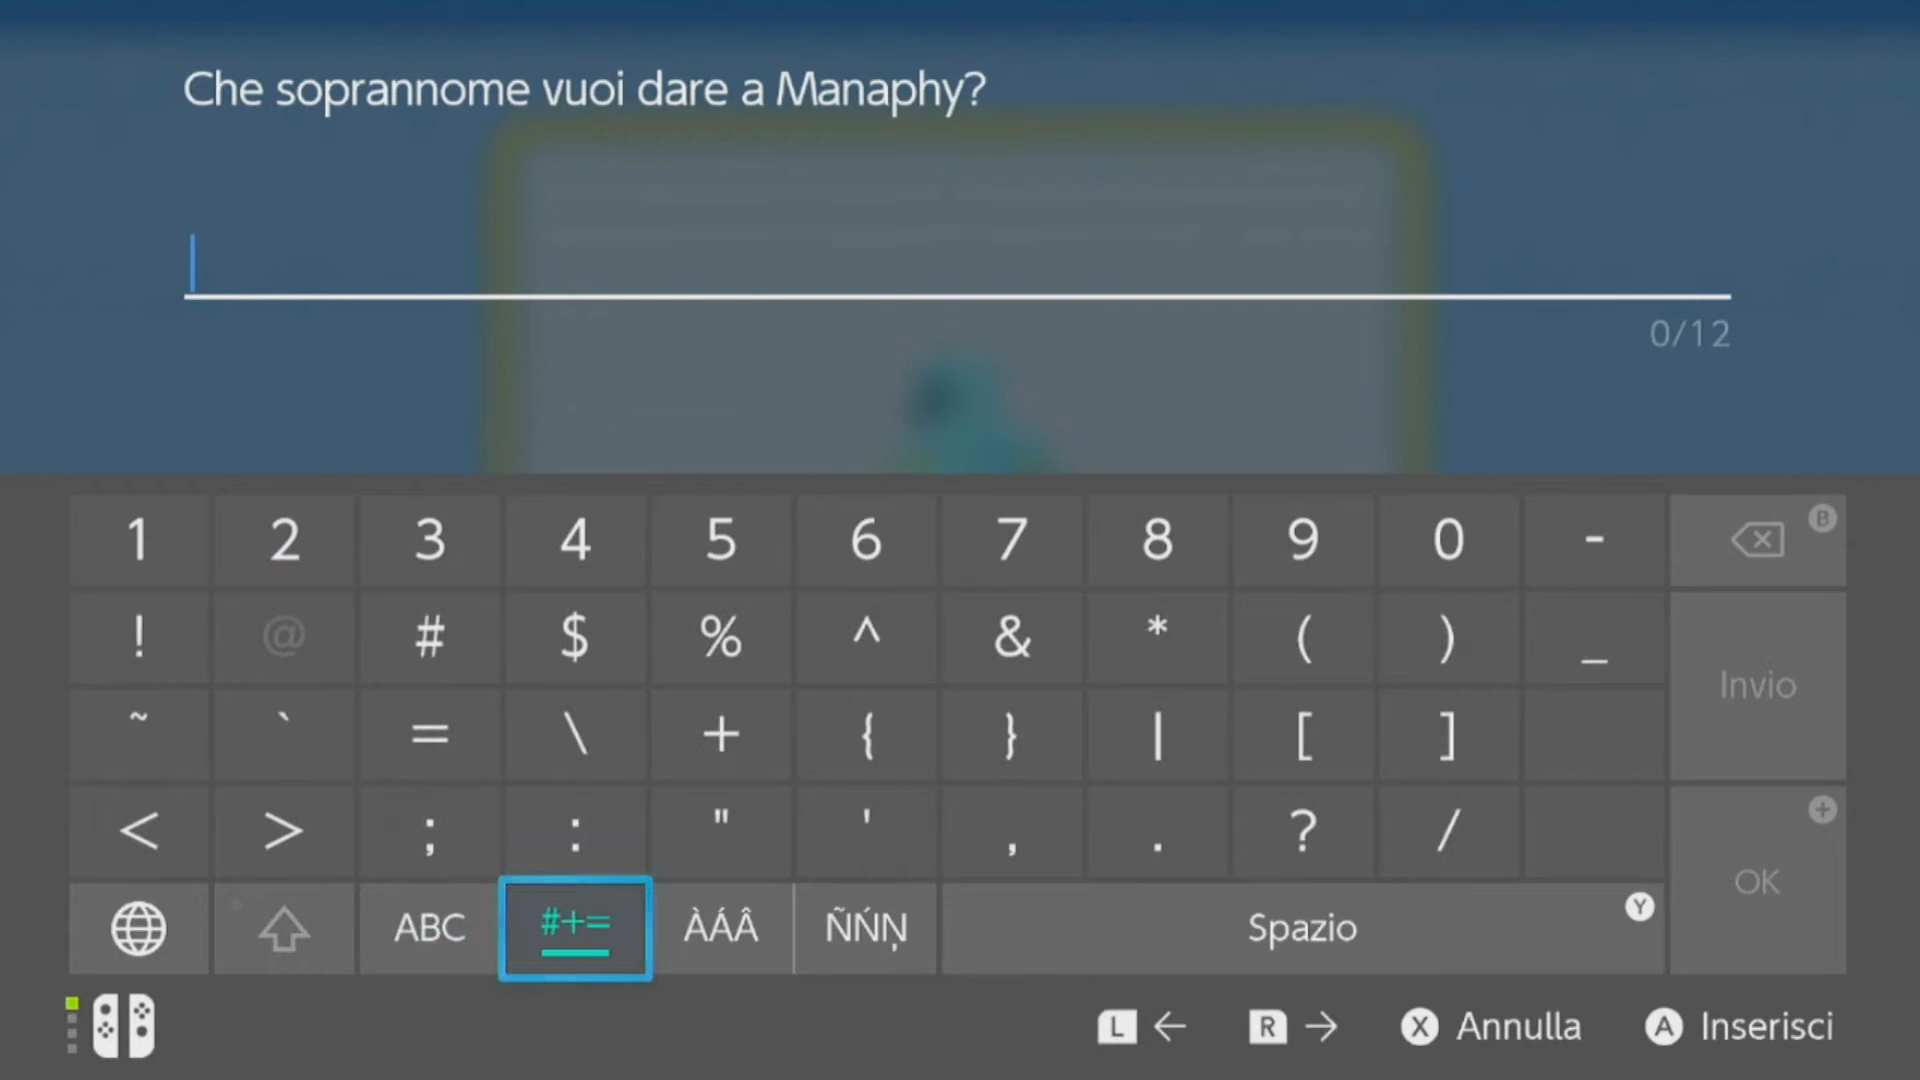 Che soprannome vuoi dare a Manaphy?
0/12
1 2 3 4 5 6 7 8 9 0 - B
! @ # $ % ^ & * ( ) _ Invio
~ ` = \ + { } | [ ]
< > ; : " ' , . ? / +
ABC #+= ÀÁÂ ÑŃŅ Spazio Y OK
L ← R → X Annulla A Inserisci